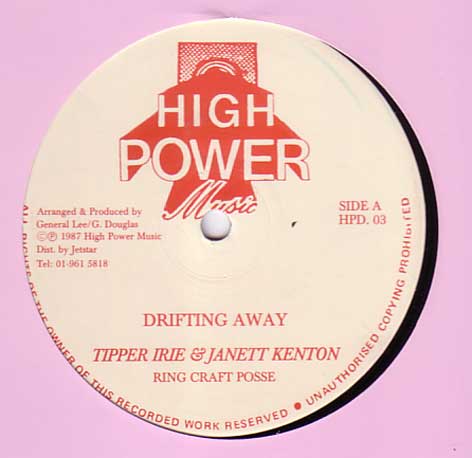 HIGH
POWER
Music
Arranged & Produced by
General Lee/G. Douglas
©Ⓟ 1987 High Power Music
Dist. by Jetstar
Tel: 01-961 5818
SIDE A
HPD. 03
DRIFTING AWAY
TIPPER IRIE & JANETT KENTON
RING CRAFT POSSE
ALL RIGHTS OF THE OWNER OF THIS RECORDED WORK RESERVED ● UNAUTHORISED COPYING PROHIBITED